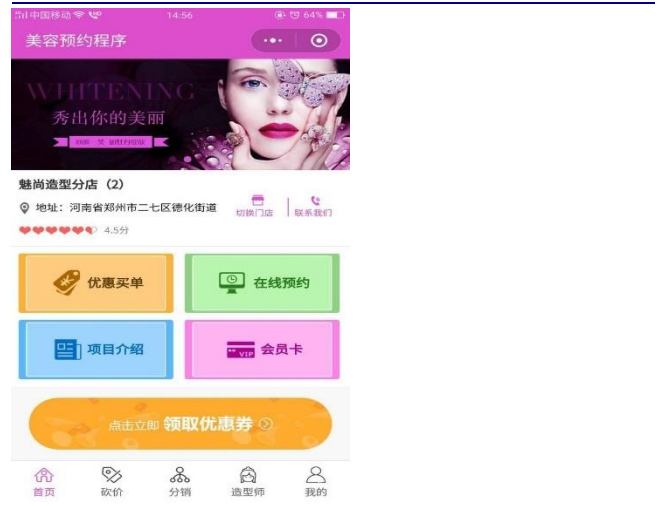 中国移动 14:56 64%
美容预约程序
WHITENING
秀出你的美丽
魅尚造型分店（2）
地址：河南省郑州市二七区德化街道
切换门店 联系我们
4.5分
优惠买单 在线预约
项目介绍 VIP 会员卡
点击立即 领取优惠券
首页 砍价 分销 造型师 我的